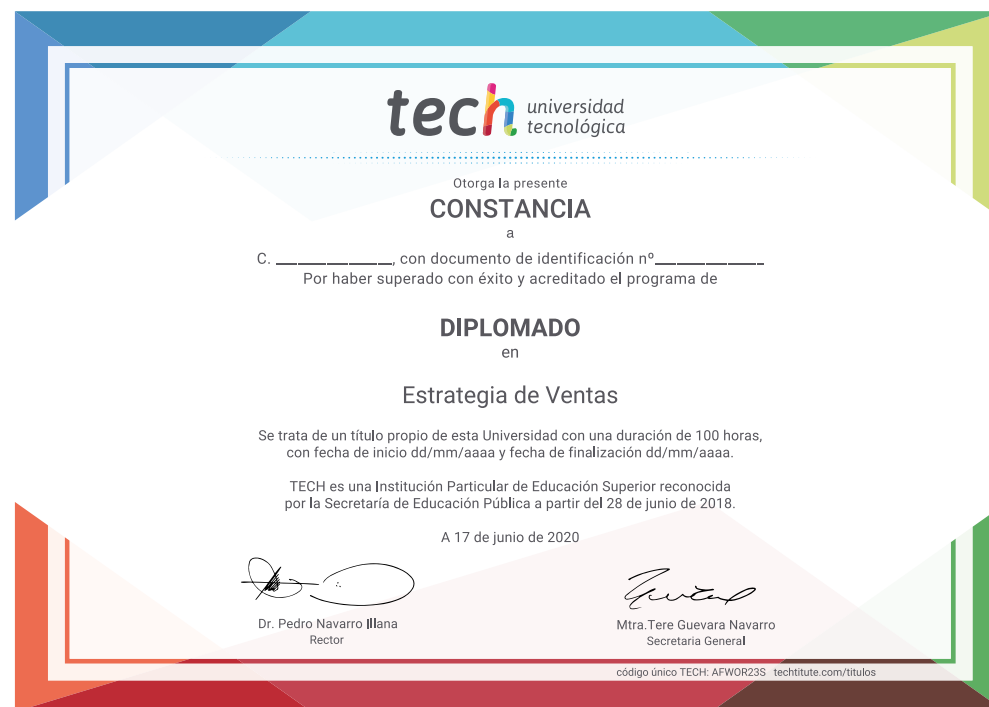 tech universidad
tecnológica
Otorga la presente
CONSTANCIA
a
C. ______________, con documento de identificación nº_____________
Por haber superado con éxito y acreditado el programa de
DIPLOMADO
en
Estrategia de Ventas
Se trata de un título propio de esta Universidad con una duración de 100 horas,
con fecha de inicio dd/mm/aaaa y fecha de finalización dd/mm/aaaa.
TECH es una Institución Particular de Educación Superior reconocida
por la Secretaría de Educación Pública a partir del 28 de junio de 2018.
A 17 de junio de 2020
Dr. Pedro Navarro Illana
Rector
Mtra.Tere Guevara Navarro
Secretaria General
código único TECH: AFWOR23S techtitute.com/titulos